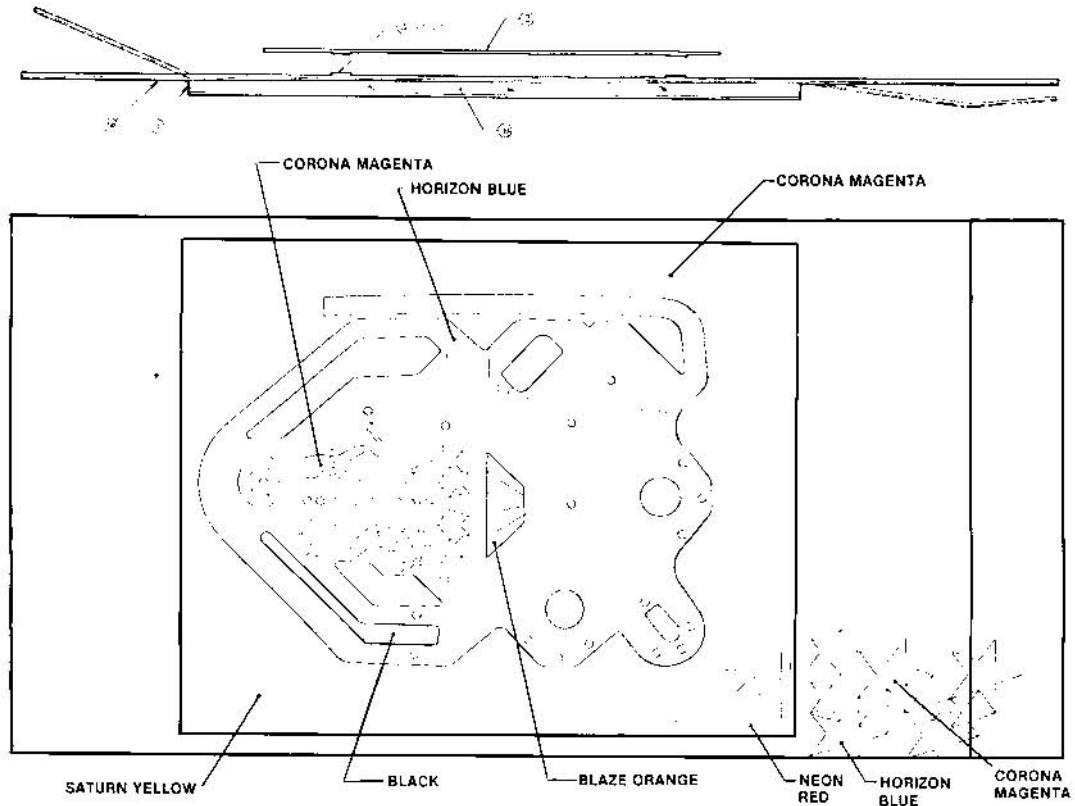 CORONA MAGENTA
HORIZON BLUE
CORONA MAGENTA
SATURN YELLOW
BLACK
BLAZE ORANGE
NEON
RED
HORIZON
BLUE
CORONA
MAGENTA